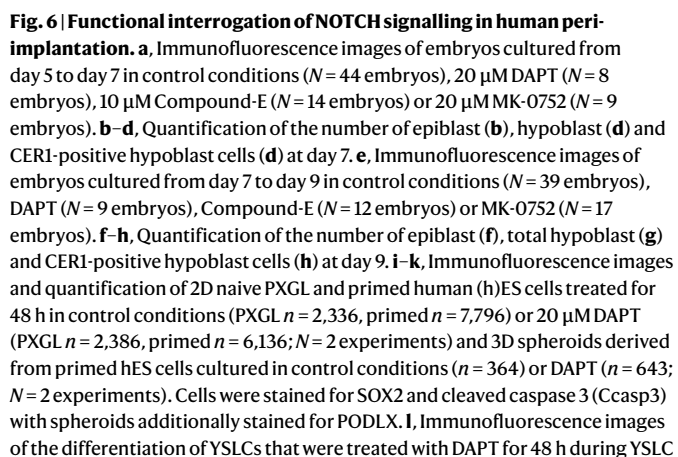 Fig. 6 | Functional interrogation of NOTCH signalling in human peri-
implantation. a, Immunofluorescence images of embryos cultured from
day 5 to day 7 in control conditions (N = 44 embryos), 20 μM DAPT (N = 8
embryos), 10 μM Compound-E (N = 14 embryos) or 20 μM MK-0752 (N = 9
embryos). b–d, Quantification of the number of epiblast (b), hypoblast (d) and
CER1-positive hypoblast cells (d) at day 7. e, Immunofluorescence images of
embryos cultured from day 7 to day 9 in control conditions (N = 39 embryos),
DAPT (N = 9 embryos), Compound-E (N = 12 embryos) or MK-0752 (N = 17
embryos). f–h, Quantification of the number of epiblast (f), total hypoblast (g)
and CER1-positive hypoblast cells (h) at day 9. i–k, Immunofluorescence images
and quantification of 2D naive PXGL and primed human (h)ES cells treated for
48 h in control conditions (PXGL n = 2,336, primed n = 7,796) or 20 μM DAPT
(PXGL n = 2,386, primed n = 6,136; N = 2 experiments) and 3D spheroids derived
from primed hES cells cultured in control conditions (n = 364) or DAPT (n = 643;
N = 2 experiments). Cells were stained for SOX2 and cleaved caspase 3 (Ccasp3)
with spheroids additionally stained for PODLX. l, Immunofluorescence images
of the differentiation of YSLCs that were treated with DAPT for 48 h during YSLC